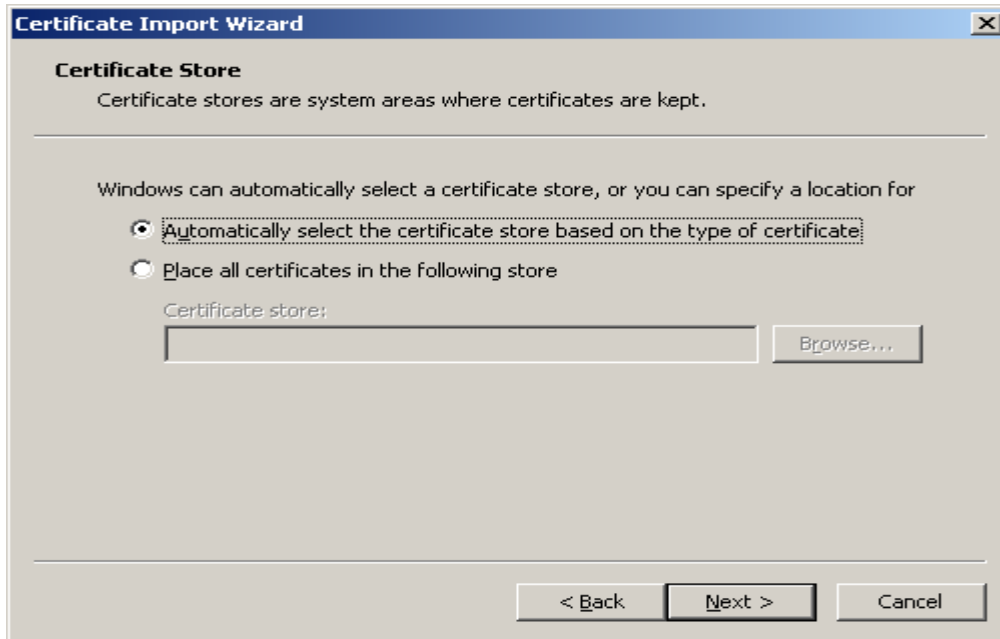 Certificate Import Wizard
Certificate Store
Certificate stores are system areas where certificates are kept.
Windows can automatically select a certificate store, or you can specify a location for
Automatically select the certificate store based on the type of certificate
Place all certificates in the following store
Certificate store:
Browse...
< Back Next > Cancel